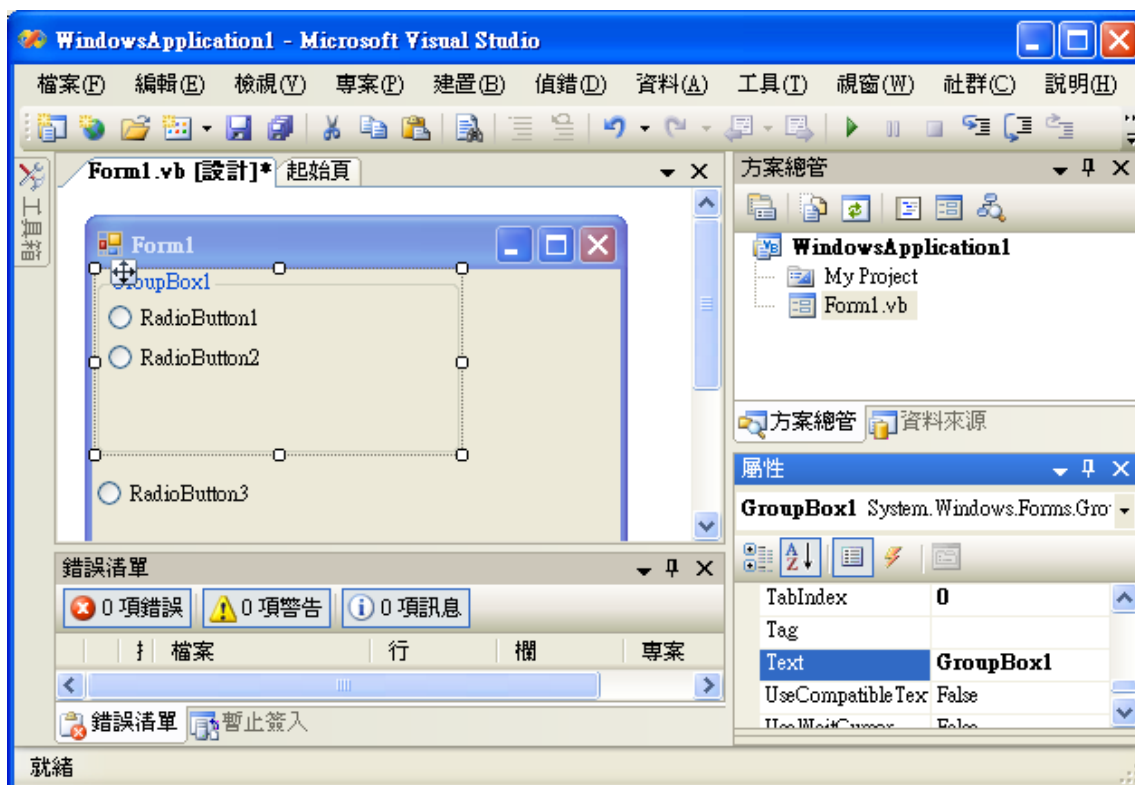 WindowsApplication1 - Microsoft Visual Studio
檔案(F) 編輯(E) 檢視(V) 專案(P) 建置(B) 偵錯(D) 資料(A) 工具(T) 視窗(W) 社群(C) 說明(H)
工具箱
Form1.vb [設計]* 起始頁
Form1
GroupBox1
RadioButton1
RadioButton2
RadioButton3
錯誤清單
0 項錯誤 0 項警告 0 項訊息
檔案 行 欄 專案
錯誤清單 暫止簽入
方案總管
WindowsApplication1
My Project
Form1.vb
方案總管 資料來源
屬性
GroupBox1 System.Windows.Forms.Gro
TabIndex 0
Tag
Text GroupBox1
UseCompatibleTex False
UseWaitCursor False
就緒